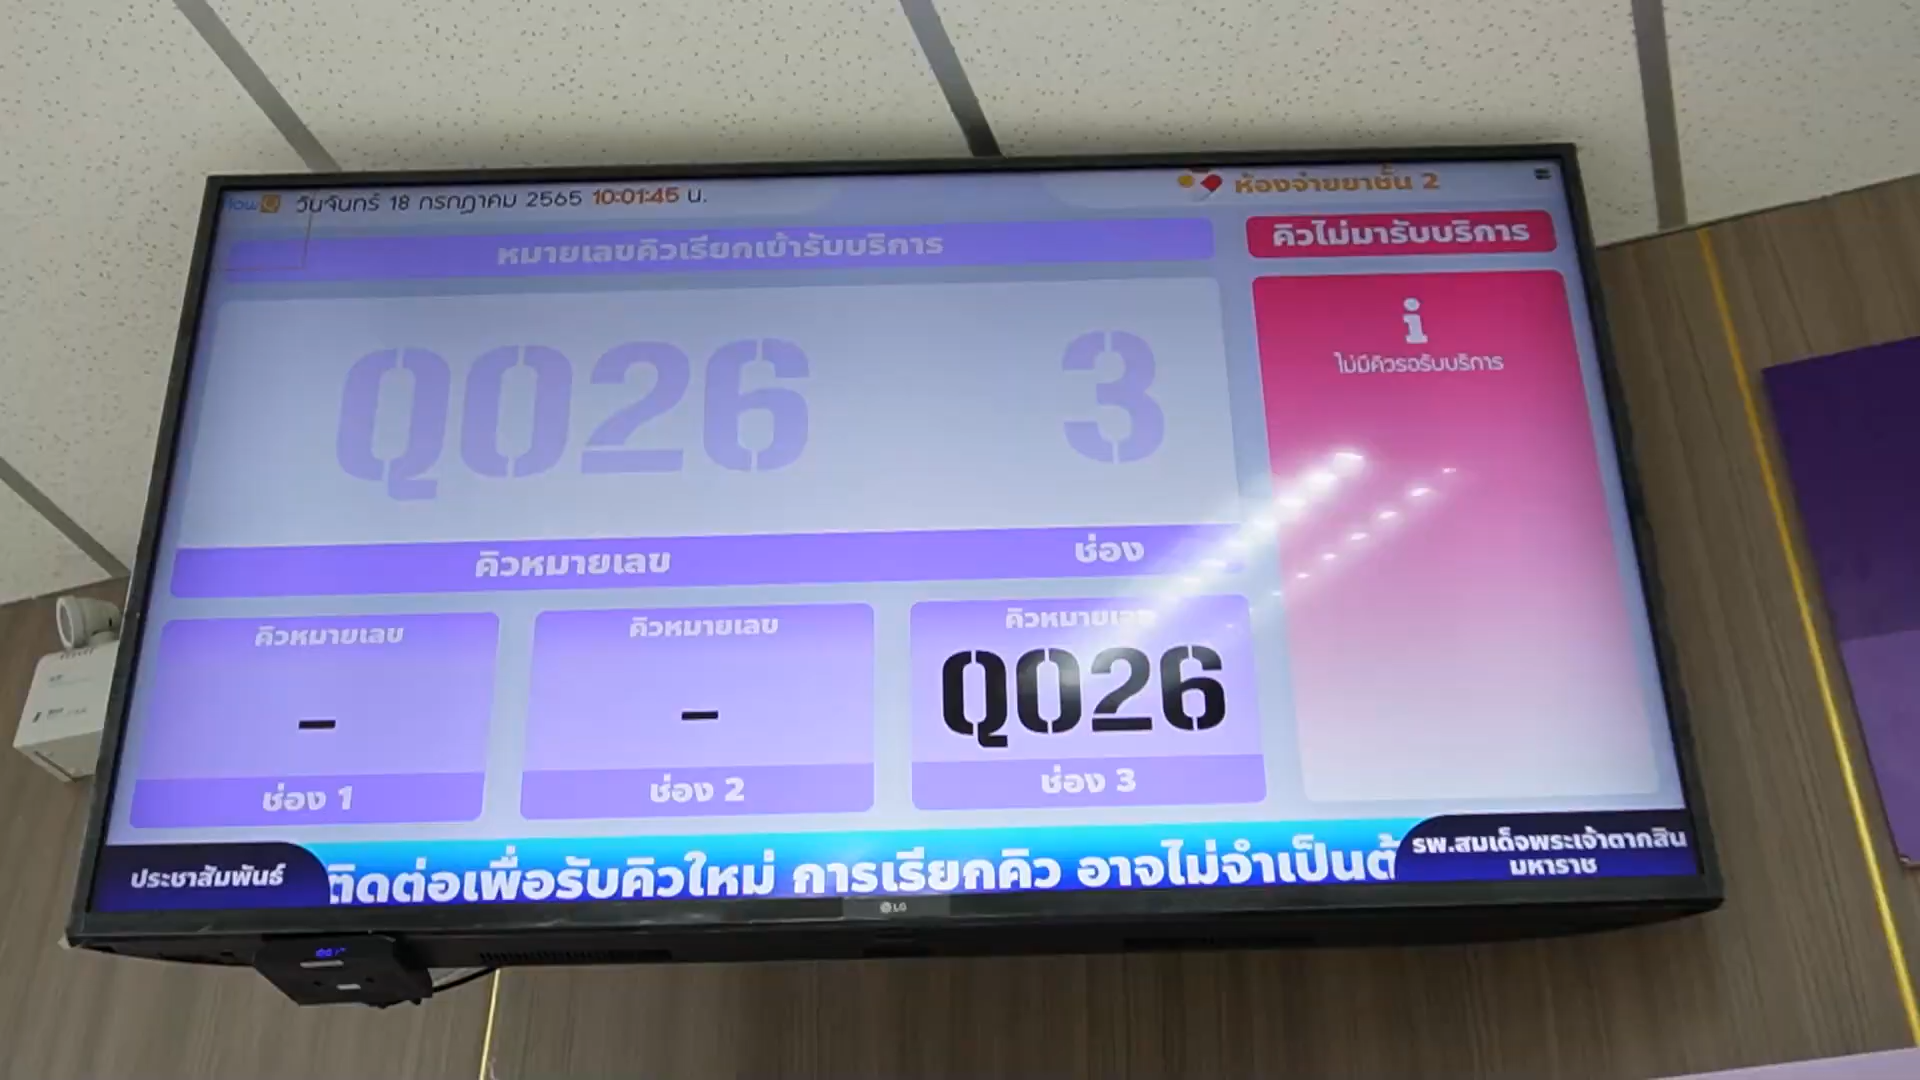 วันจันทร์ 18 กรกฎาคม 2565 10:01:45 น.
ห้องจ่ายยาชั้น 2
หมายเลขคิวเรียกเข้ารับบริการ
คิวไม่มารับบริการ
Q026 3
i
ไม่มีคิวรอรับบริการ
คิวหมายเลข ช่อง
คิวหมายเลข
-
ช่อง 1
คิวหมายเลข
-
ช่อง 2
คิวหมายเลข
Q026
ช่อง 3
ประชาสัมพันธ์
ติดต่อเพื่อรับคิวใหม่ การเรียกคิว อาจไม่จำเป็นต้
รพ.สมเด็จพระเจ้าตากสิน
มหาราช
LG